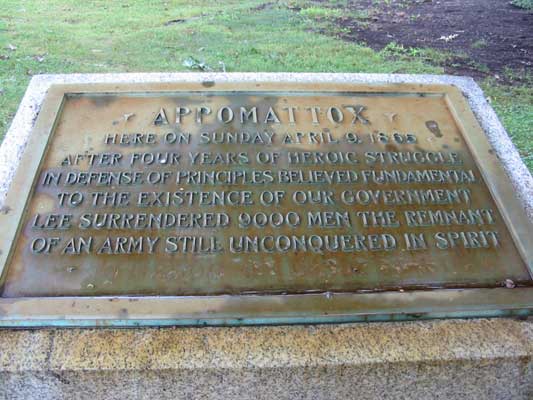 APPOMATTOX
HERE ON SUNDAY APRIL 9, 1865
AFTER FOUR YEARS OF HEROIC STRUGGLE
IN DEFENSE OF PRINCIPLES BELIEVED FUNDAMENTAL
TO THE EXISTENCE OF OUR GOVERNMENT
LEE SURRENDERED 9000 MEN THE REMNANT
OF AN ARMY STILL UNCONQUERED IN SPIRIT